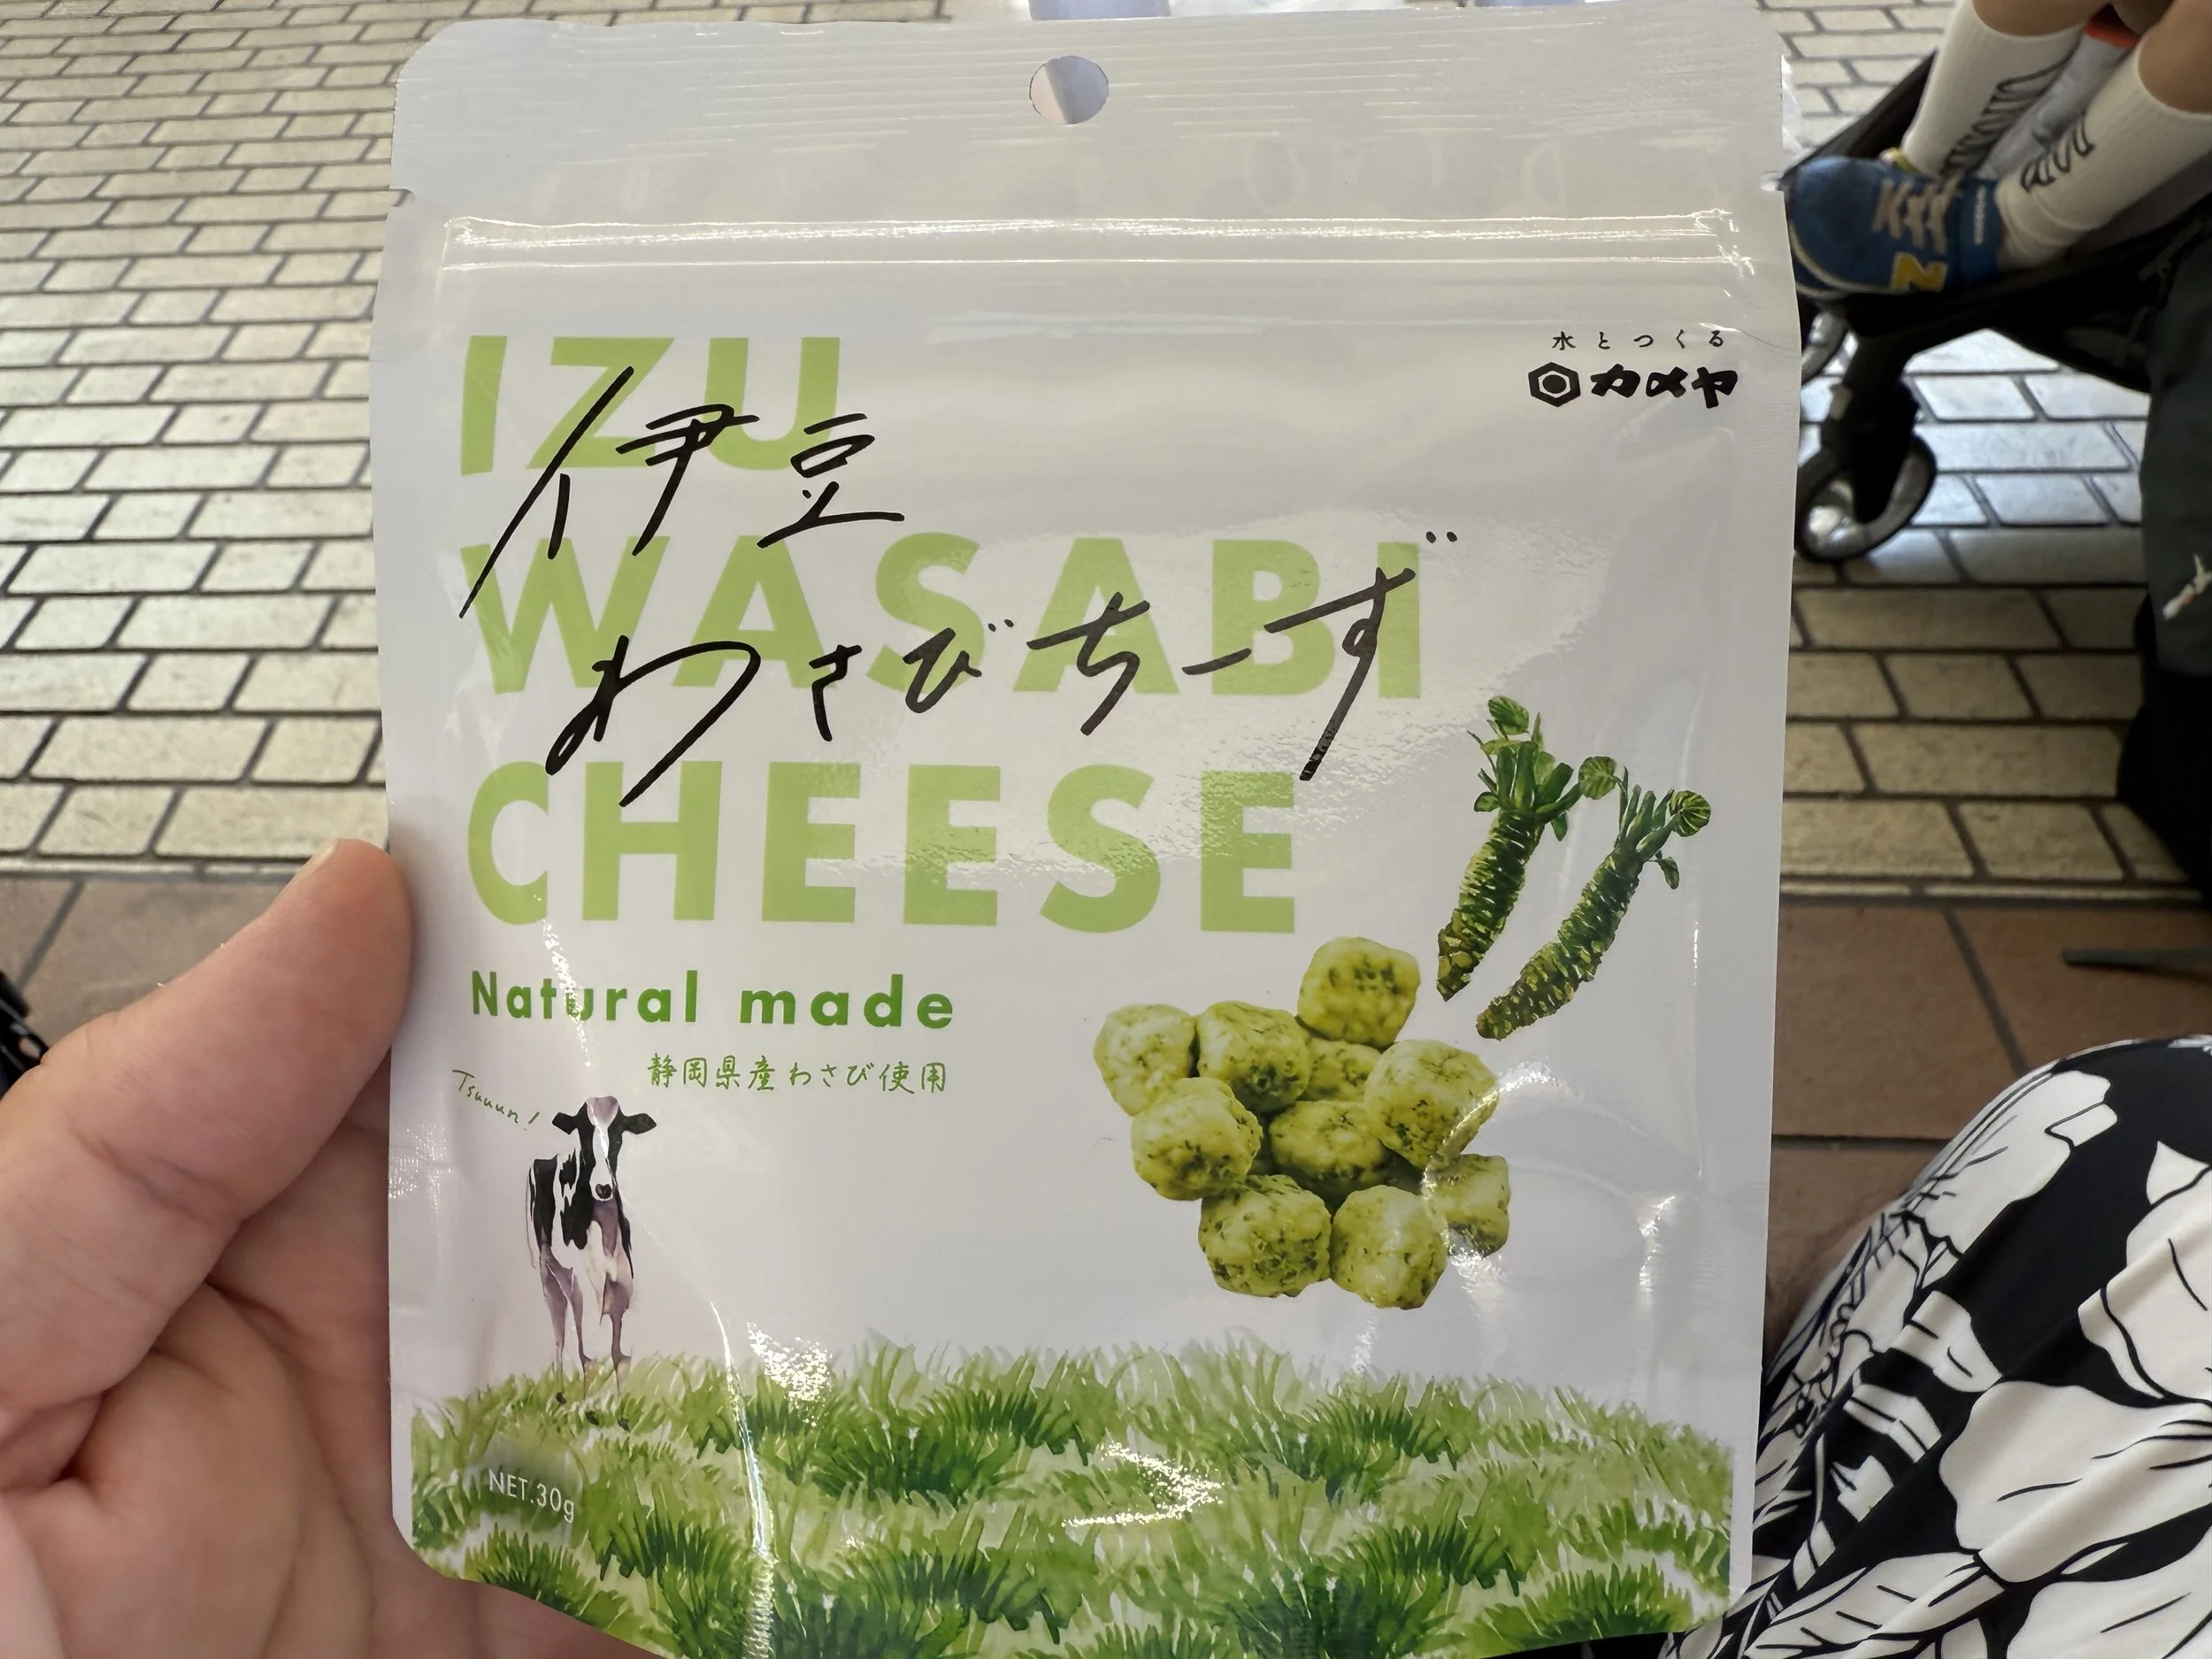 水とつくる
カメヤ
IZU
伊豆
WASABI
わさびちーず
CHEESE
Natural made
静岡県産わさび使用
Tsuuun!
NET.30g